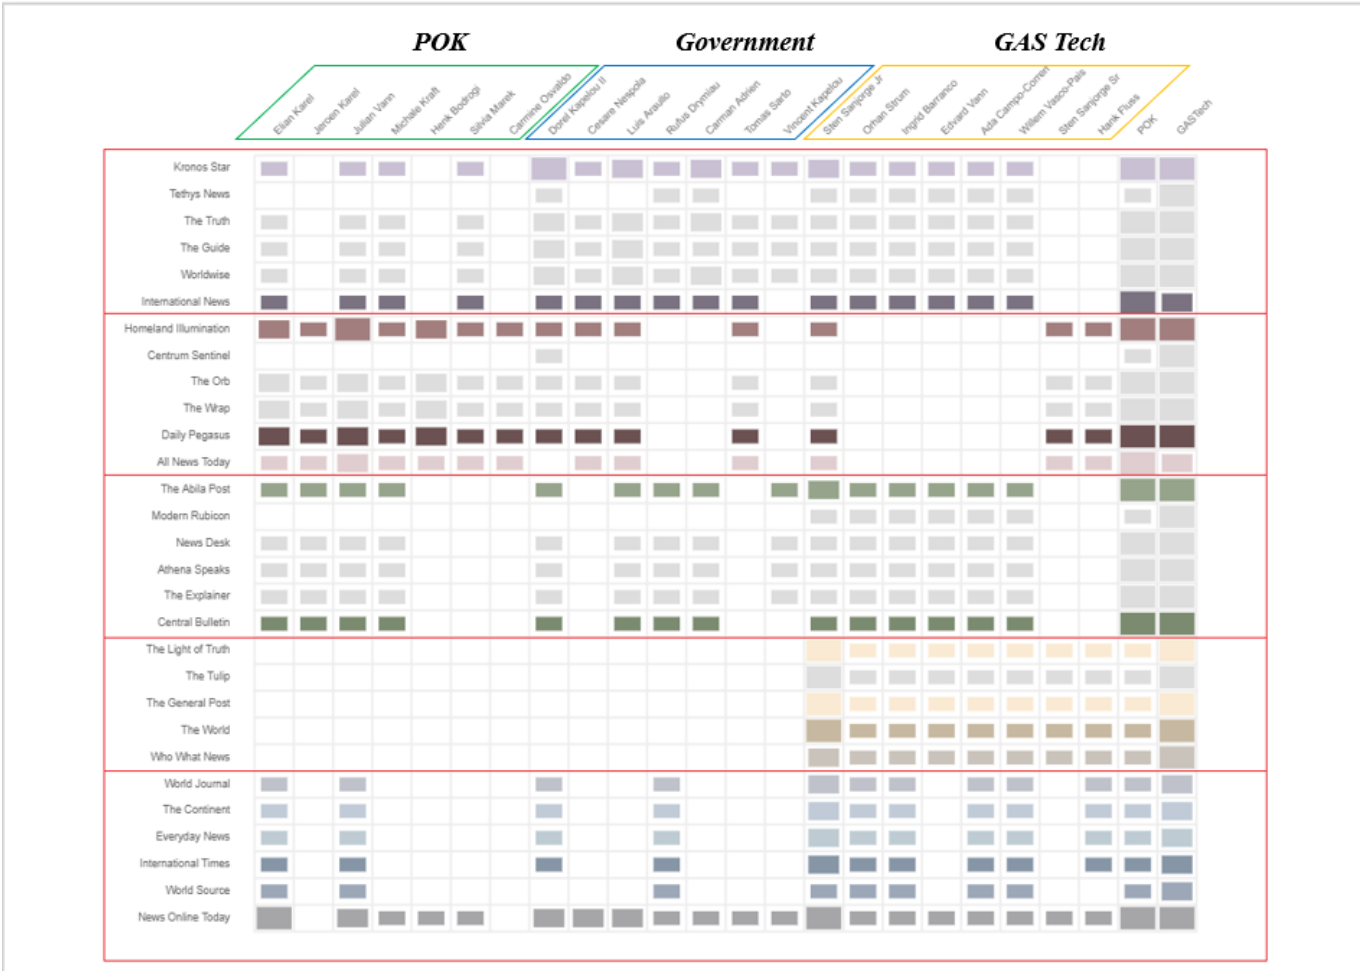 POK Government GAS Tech
Elian Karel
Jeroen Karel
Julian Vann
Michale Kraft
Henk Bodrogi
Silvia Marek
Carmine Osvaldo
Dorel Kapelou II
Cesare Nespola
Luis Araullo
Rufus Drymiau
Carman Adrien
Tomas Sarto
Vincent Kapelou
Sten Sanjorge Jr
Orhan Strum
Ingrid Barranco
Edvard Vann
Ada Campo-Corren
Willem Vasco-Pais
Sten Sanjorge Sr
Hank Fluss
POK
GASTech
Kronos Star
Tethys News
The Truth
The Guide
Worldwise
International News
Homeland Illumination
Centrum Sentinel
The Orb
The Wrap
Daily Pegasus
All News Today
The Abila Post
Modern Rubicon
News Desk
Athena Speaks
The Explainer
Central Bulletin
The Light of Truth
The Tulip
The General Post
The World
Who What News
World Journal
The Continent
Everyday News
International Times
World Source
News Online Today